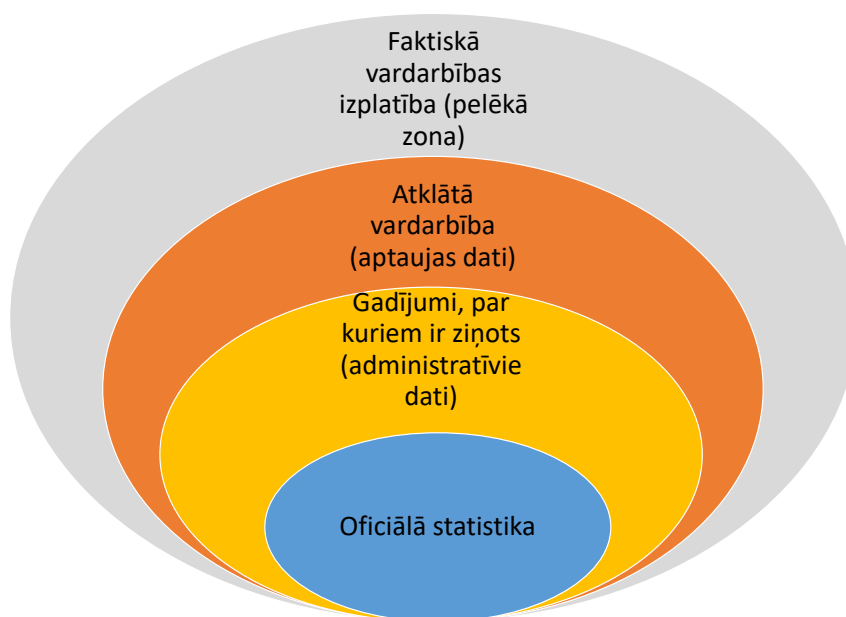 Faktiskā
vardarbības
izplatība (pelēkā
zona)
Atklātā
vardarbība
(aptaujas dati)
Gadījumi, par
kuriem ir ziņots
(administratīvie
dati)
Oficiālā statistika